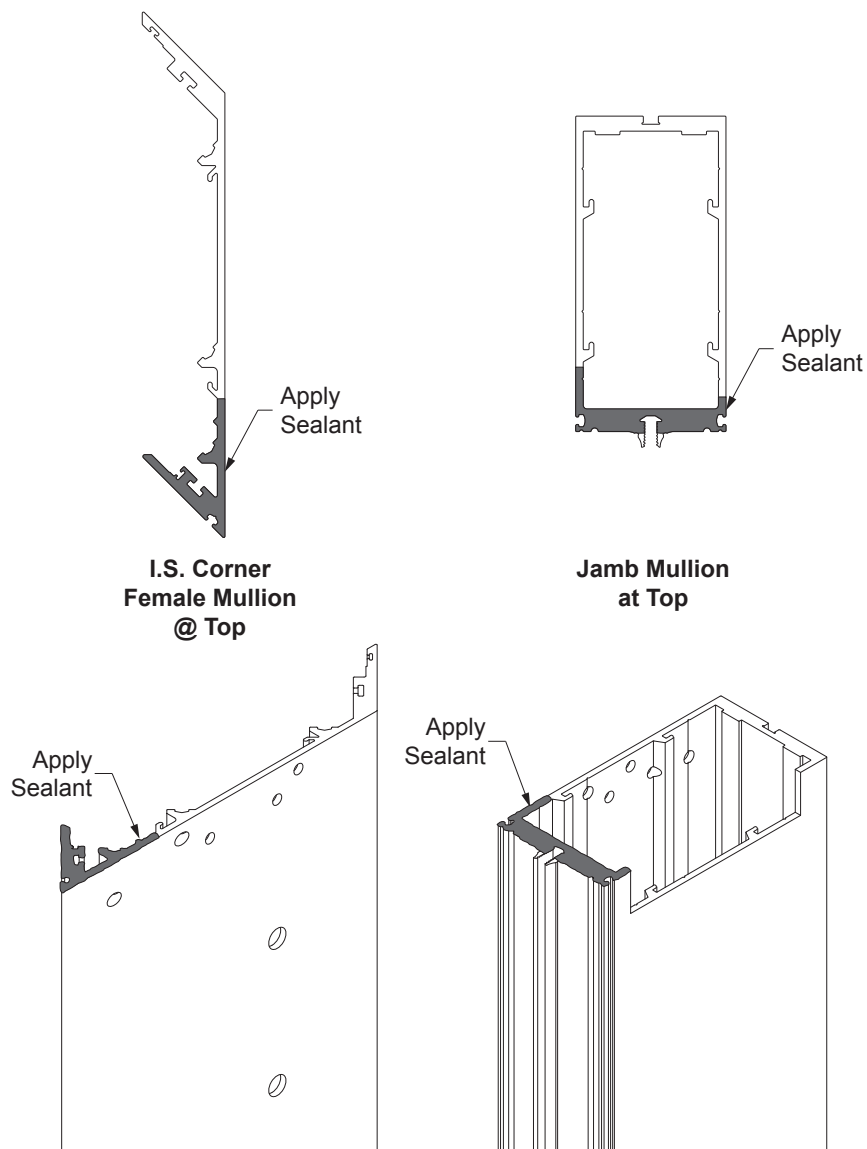 Apply
Sealant
Apply
Sealant
I.S. Corner
Female Mullion
@ Top
Jamb Mullion
at Top
Apply
Sealant
Apply
Sealant